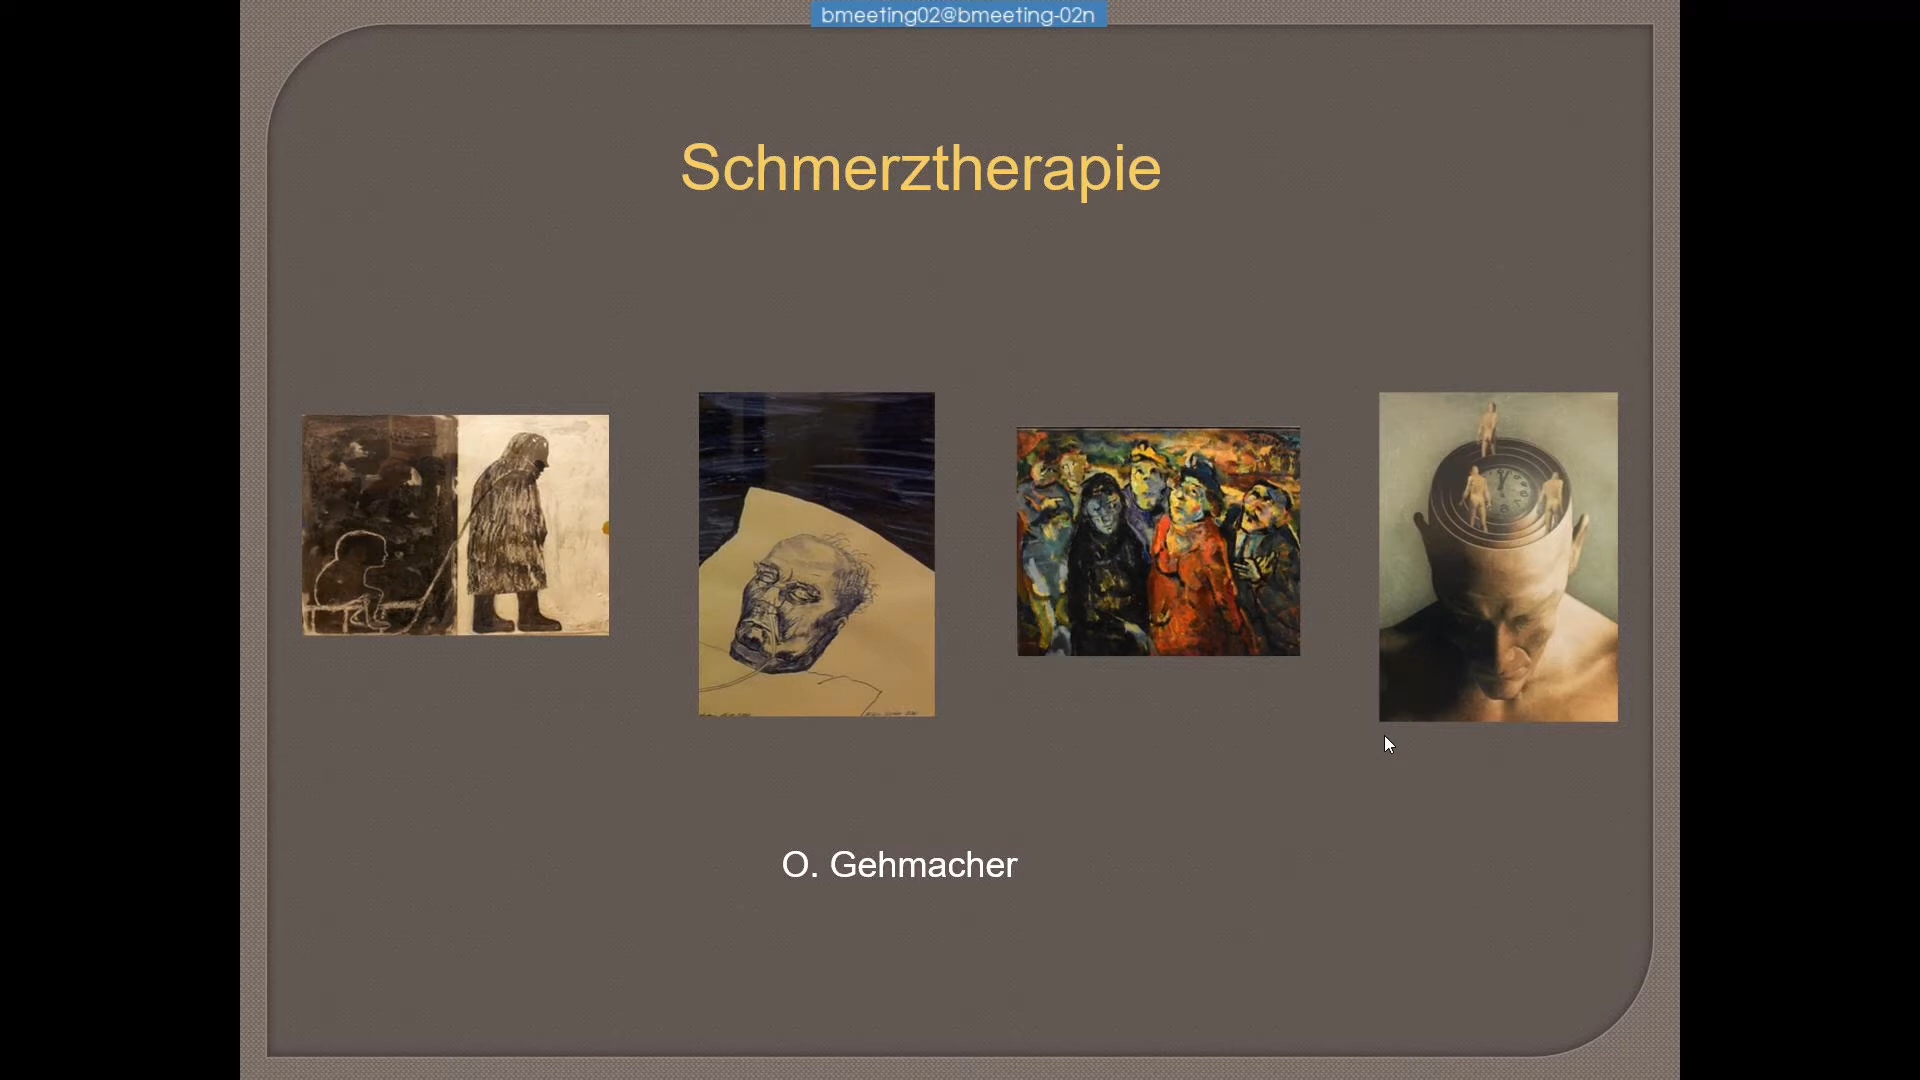 bmeeting02@bmeeting-02n
Schmerztherapie
O. Gehmacher